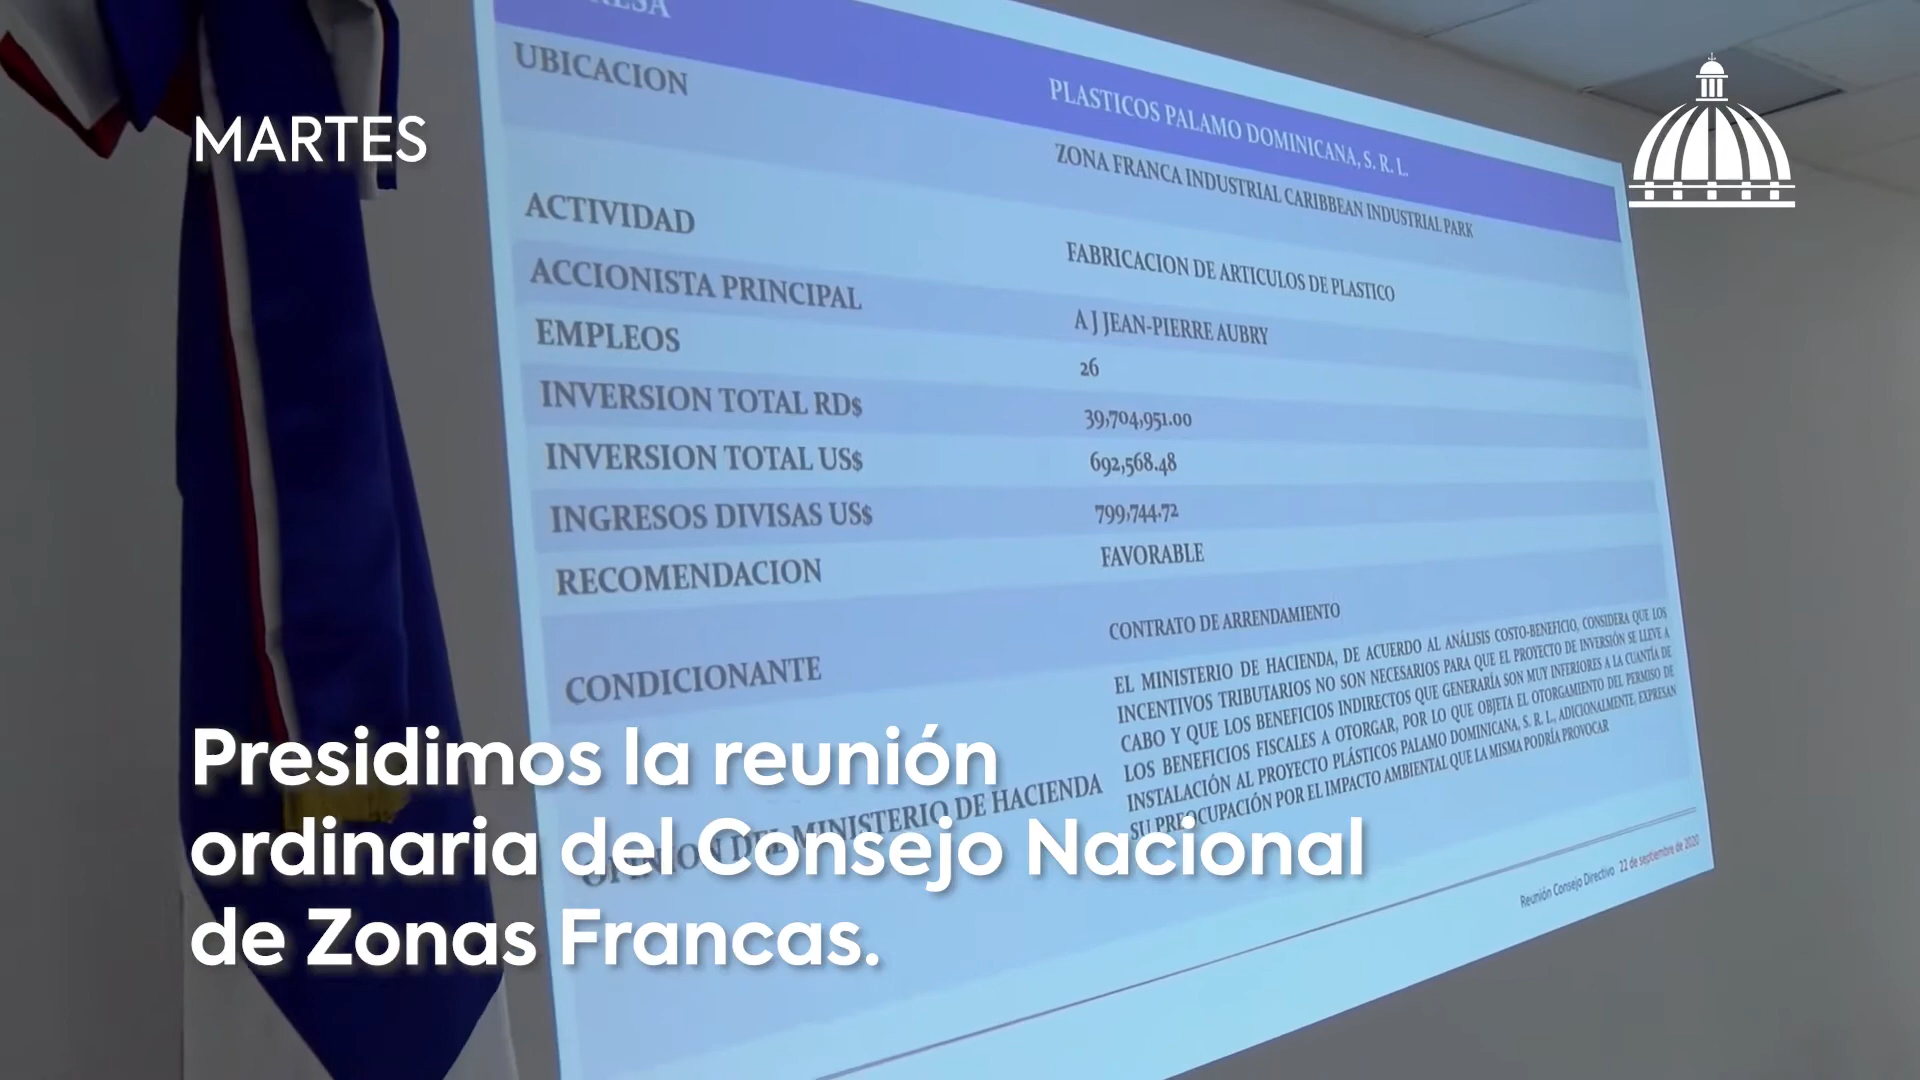 MARTES
UBICACION
PLASTICOS PALAMO DOMINICANA, S. R. L.
ZONA FRANCA INDUSTRIAL CARIBBEAN INDUSTRIAL PARK
ACTIVIDAD
FABRICACION DE ARTICULOS DE PLASTICO
ACCIONISTA PRINCIPAL
A J JEAN-PIERRE AUBRY
EMPLEOS
26
INVERSION TOTAL RD$
39,704,951.00
INVERSION TOTAL US$
692,568.48
INGRESOS DIVISAS US$
799,744.72
RECOMENDACION
FAVORABLE
CONDICIONANTE
CONTRATO DE ARRENDAMIENTO
OPINION DEL MINISTERIO DE HACIENDA
EL MINISTERIO DE HACIENDA, DE ACUERDO AL ANÁLISIS COSTO-BENEFICIO, CONSIDERA QUE LOS
INCENTIVOS TRIBUTARIOS NO SON NECESARIOS PARA QUE EL PROYECTO DE INVERSIÓN SE LLEVE A
CABO Y QUE LOS BENEFICIOS INDIRECTOS QUE GENERARÍA SON MUY INFERIORES A LA CUANTÍA DE
LOS BENEFICIOS FISCALES A OTORGAR, POR LO QUE OBJETA EL OTORGAMIENTO DEL PERMISO DE
INSTALACIÓN AL PROYECTO PLÁSTICOS PALAMO DOMINICANA, S. R. L., ADICIONALMENTE, EXPRESAN
SU PREOCUPACIÓN POR EL IMPACTO AMBIENTAL QUE LA MISMA PODRÍA PROVOCAR
Reunión Consejo Directivo 22 de septiembre de 2020
Presidimos la reunión
ordinaria del Consejo Nacional
de Zonas Francas.